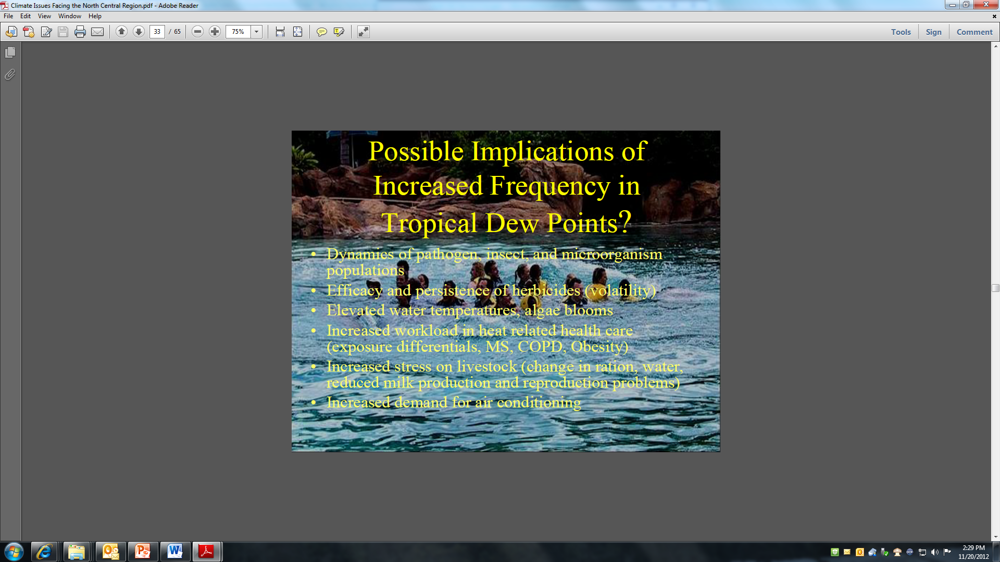 Climate Issues Facing the North Central Region.pdf - Adobe Reader
File Edit View Window Help
33 / 65 75% Tools Sign Comment
Possible Implications of
Increased Frequency in
Tropical Dew Points?
• Dynamics of pathogen, insect, and microorganism
populations
• Efficacy and persistence of herbicides (volatility)
• Elevated water temperatures, algae blooms
• Increased workload in heat related health care
(exposure differentials, MS, COPD, Obesity)
• Increased stress on livestock (change in ration, water,
reduced milk production and reproduction problems)
• Increased demand for air conditioning
2:29 PM
11/20/2012